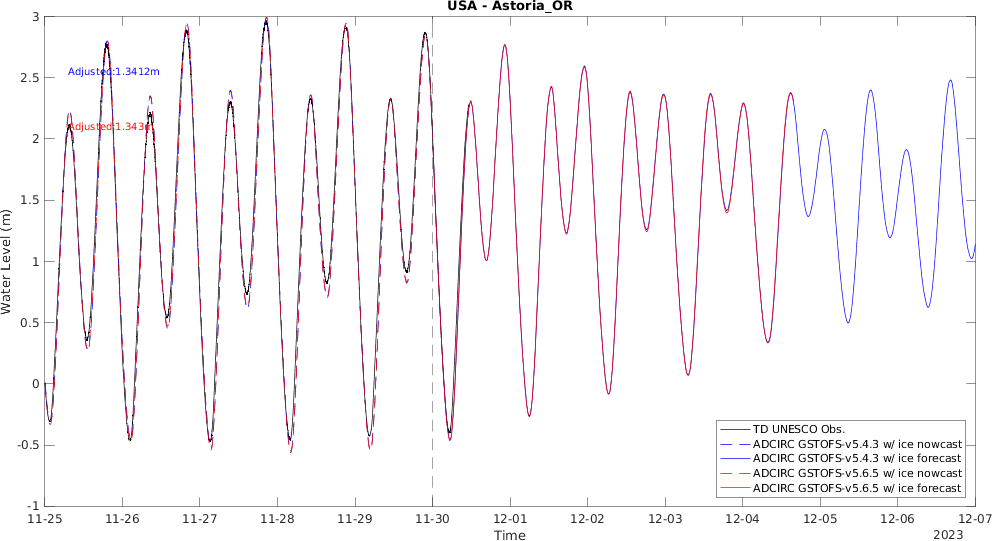 USA - Astoria_OR
3
2.5
2
1.5
1
0.5
0
-0.5
-1
Water Level (m)
Adjusted:1.3412m
Adjusted:1.343m
TD UNESCO Obs.
ADCIRC GSTOFS-v5.4.3 w/ ice nowcast
ADCIRC GSTOFS-v5.4.3 w/ ice forecast
ADCIRC GSTOFS-v5.6.5 w/ ice nowcast
ADCIRC GSTOFS-v5.6.5 w/ ice forecast
11-25 11-26 11-27 11-28 11-29 11-30 12-01 12-02 12-03 12-04 12-05 12-06 12-07
Time
2023